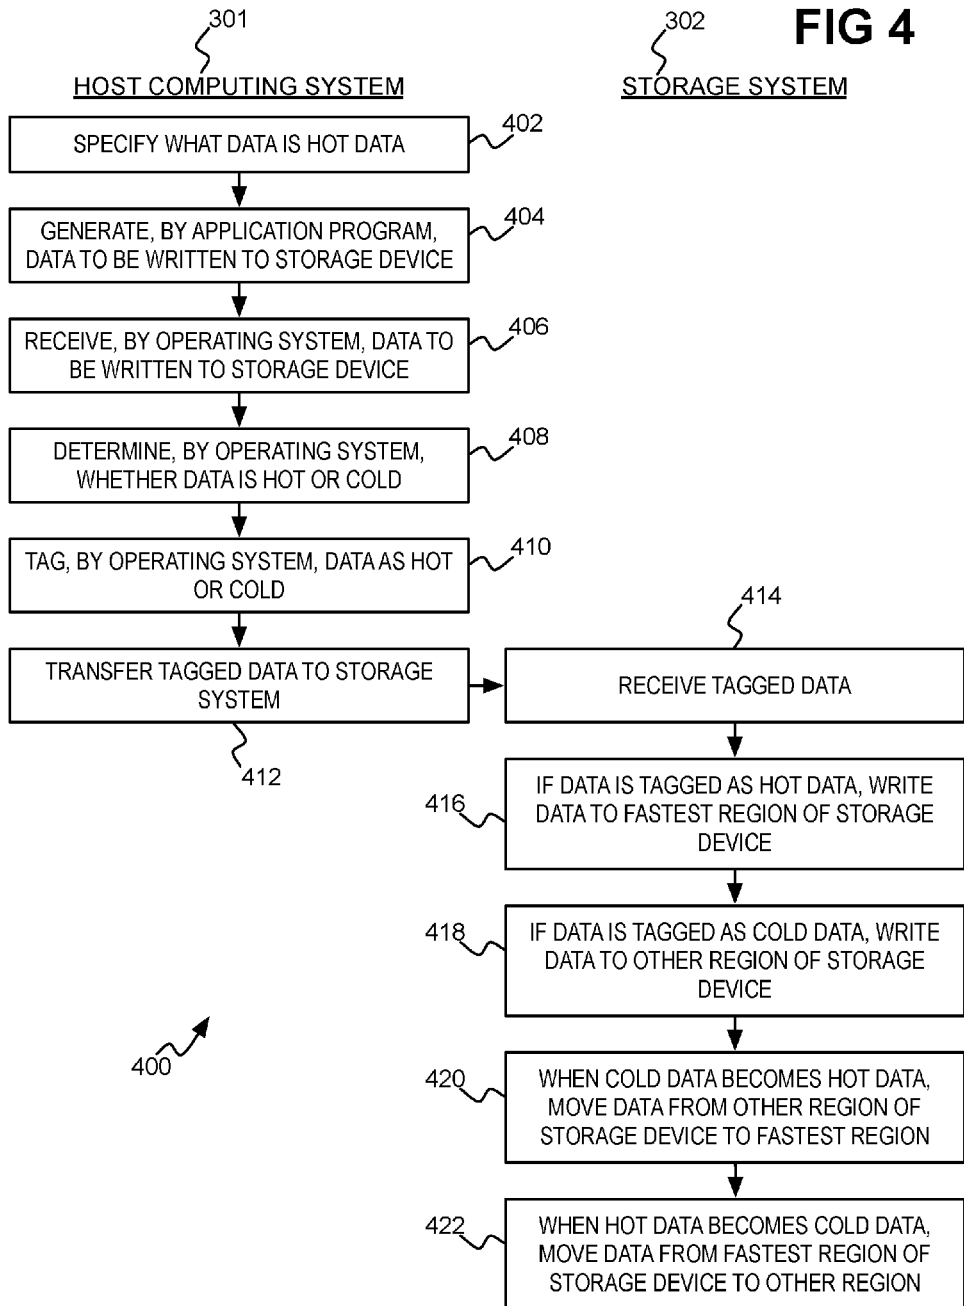 FIG 4
301
HOST COMPUTING SYSTEM
302
STORAGE SYSTEM
SPECIFY WHAT DATA IS HOT DATA
402
GENERATE, BY APPLICATION PROGRAM,
DATA TO BE WRITTEN TO STORAGE DEVICE
404
RECEIVE, BY OPERATING SYSTEM, DATA TO
BE WRITTEN TO STORAGE DEVICE
406
DETERMINE, BY OPERATING SYSTEM,
WHETHER DATA IS HOT OR COLD
408
TAG, BY OPERATING SYSTEM, DATA AS HOT
OR COLD
410
TRANSFER TAGGED DATA TO STORAGE
SYSTEM
412
414
RECEIVE TAGGED DATA
416
IF DATA IS TAGGED AS HOT DATA, WRITE
DATA TO FASTEST REGION OF STORAGE
DEVICE
418
IF DATA IS TAGGED AS COLD DATA, WRITE
DATA TO OTHER REGION OF STORAGE
DEVICE
400
420
WHEN COLD DATA BECOMES HOT DATA,
MOVE DATA FROM OTHER REGION OF
STORAGE DEVICE TO FASTEST REGION
422
WHEN HOT DATA BECOMES COLD DATA,
MOVE DATA FROM FASTEST REGION OF
STORAGE DEVICE TO OTHER REGION